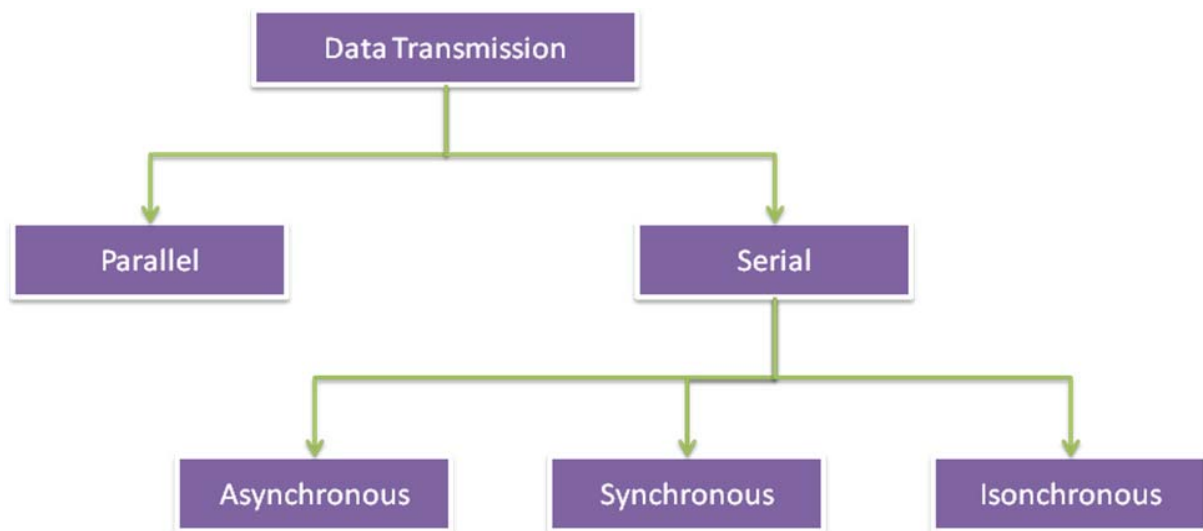 Data Transmission
Parallel
Serial
Asynchronous
Synchronous
Isonchronous